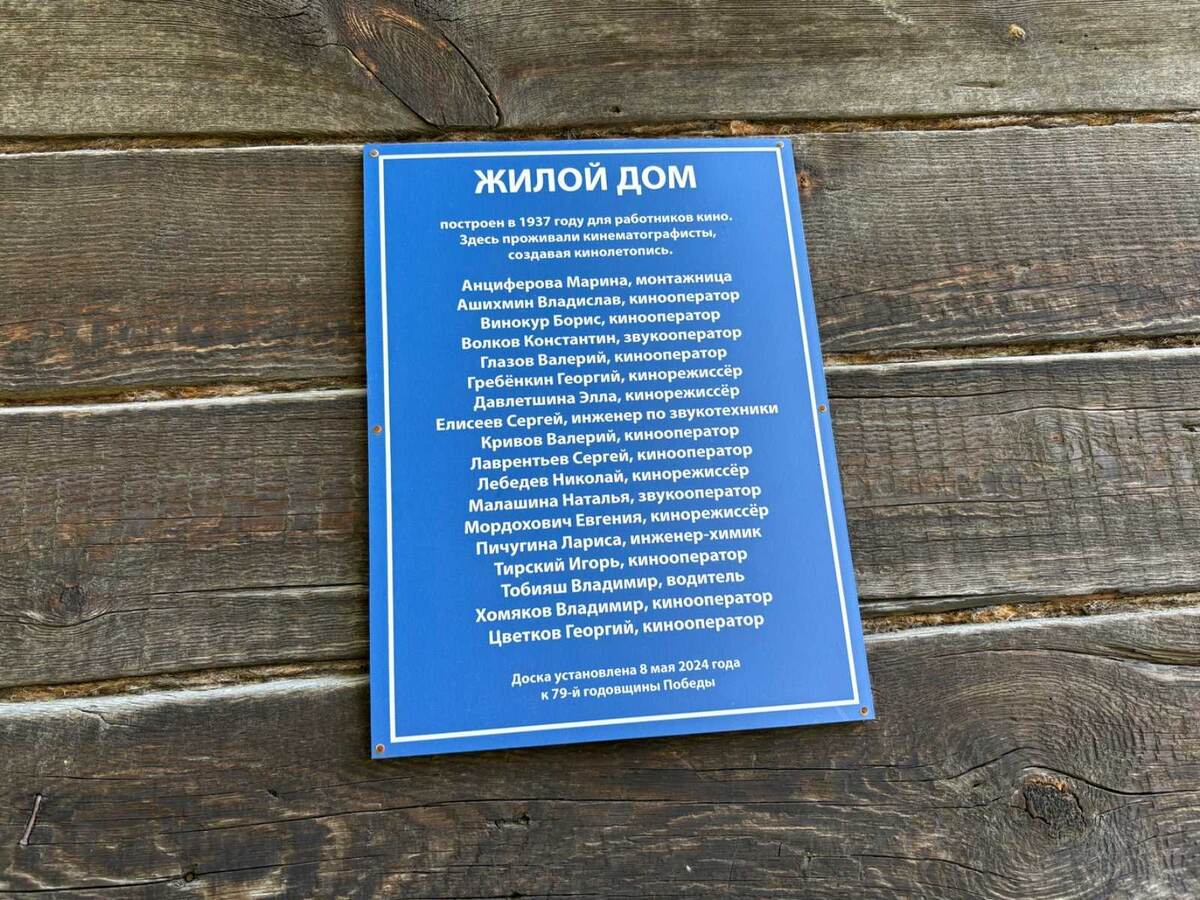 ЖИЛОЙ ДОМ
построен в 1937 году для работников кино.
Здесь проживали кинематографисты,
создавая кинолетопись.
Анциферова Марина, монтажница
Ашихмин Владислав, кинооператор
Винокур Борис, кинооператор
Волков Константин, звукооператор
Глазов Валерий, кинооператор
Гребёнкин Георгий, кинорежиссёр
Давлетшина Элла, кинорежиссёр
Елисеев Сергей, инженер по звукотехники
Кривов Валерий, кинооператор
Лаврентьев Сергей, кинооператор
Лебедев Николай, кинорежиссёр
Малашина Наталья, звукооператор
Мордохович Евгения, кинорежиссёр
Пичугина Лариса, инженер-химик
Тирский Игорь, кинооператор
Тобияш Владимир, водитель
Хомяков Владимир, кинооператор
Цветков Георгий, кинооператор
Доска установлена 8 мая 2024 года
к 79-й годовщины Победы